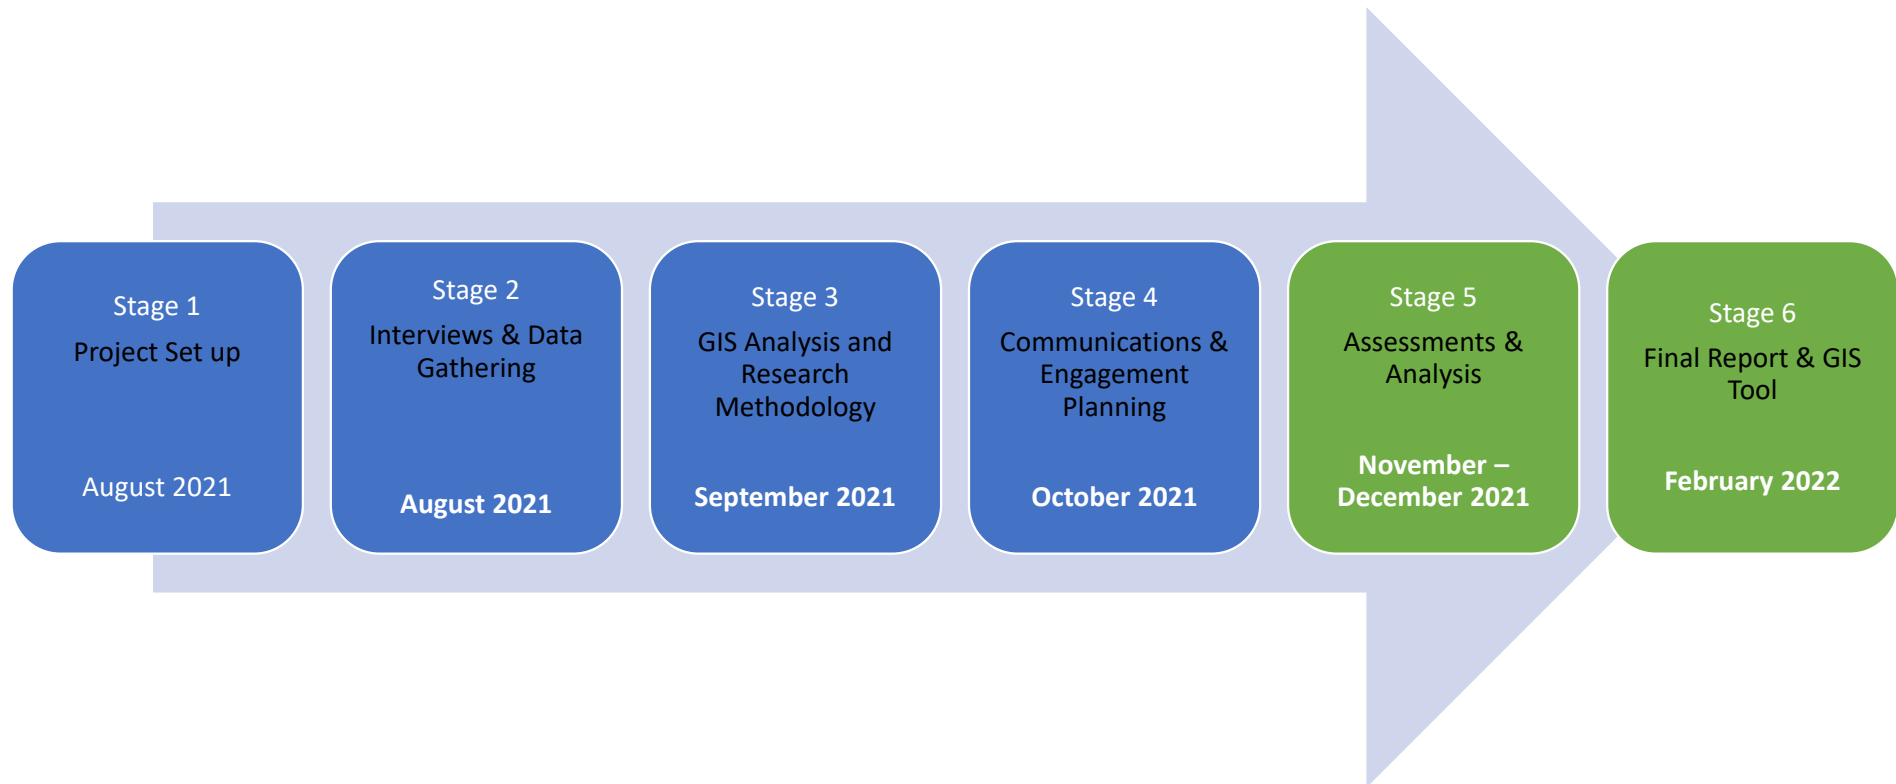 Stage 1
Project Set up
August 2021
Stage 2
Interviews & Data
Gathering
August 2021
Stage 3
GIS Analysis and
Research
Methodology
September 2021
Stage 4
Communications &
Engagement
Planning
October 2021
Stage 5
Assessments &
Analysis
November –
December 2021
Stage 6
Final Report & GIS
Tool
February 2022